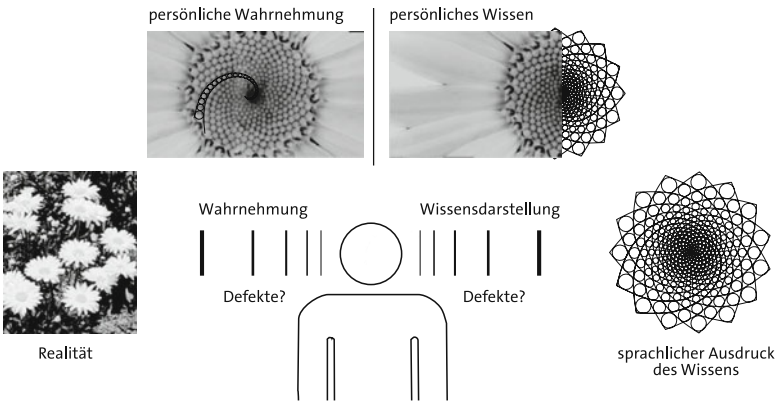 persönliche Wahrnehmung
persönliches Wissen
Wahrnehmung
Wissensdarstellung
Defekte?
Defekte?
Realität
sprachlicher Ausdruck
des Wissens